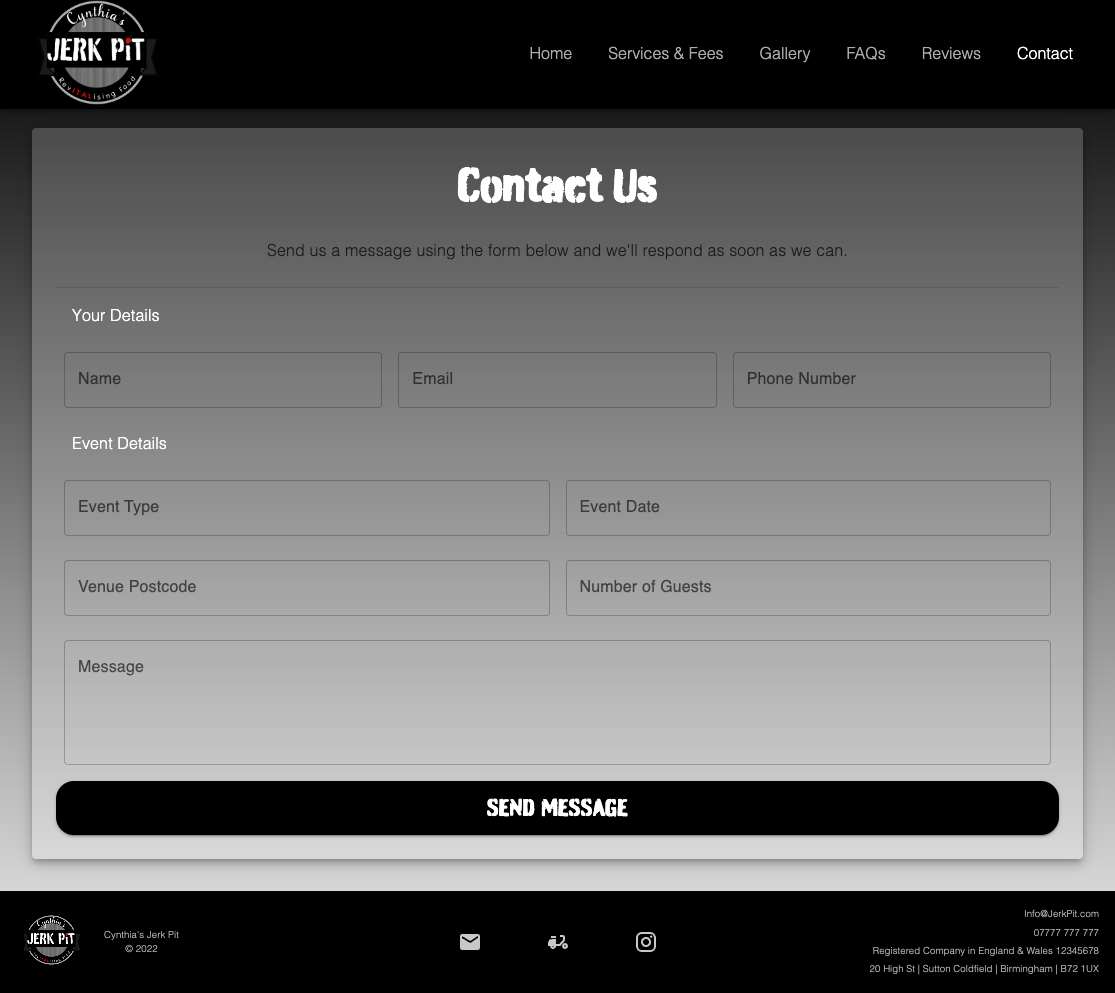 Cynthia's
JERK PiT
RevITALising Food
Home
Services & Fees
Gallery
FAQs
Reviews
Contact
Contact Us
Send us a message using the form below and we'll respond as soon as we can.
Your Details
Name
Email
Phone Number
Event Details
Event Type
Event Date
Venue Postcode
Number of Guests
Message
SEND MESSAGE
Cynthia's
JERK PiT
Cynthia's Jerk Pit
© 2022
Info@JerkPit.com
07777 777 777
Registered Company in England & Wales 12345678
20 High St | Sutton Coldfield | Birmingham | B72 1UX